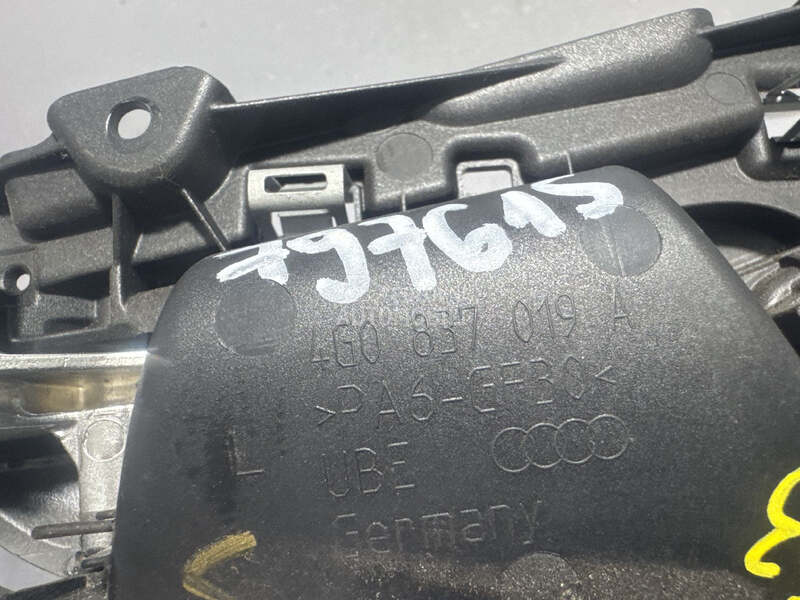 797615
4G0 837 019 A
>PA6-GF30<
L
UBE
Germany